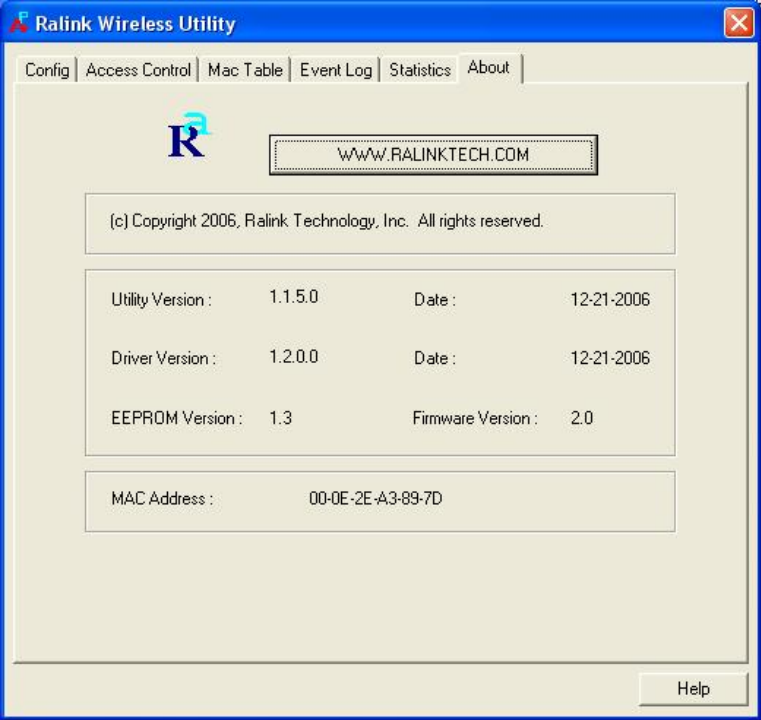 Ralink Wireless Utility
Config Access Control Mac Table Event Log Statistics About
Ra
WWW.RALINKTECH.COM
(c) Copyright 2006, Ralink Technology, Inc. All rights reserved.
Utility Version : 1.1.5.0 Date : 12-21-2006
Driver Version : 1.2.0.0 Date : 12-21-2006
EEPROM Version : 1.3 Firmware Version : 2.0
MAC Address : 00-0E-2E-A3-89-7D
Help